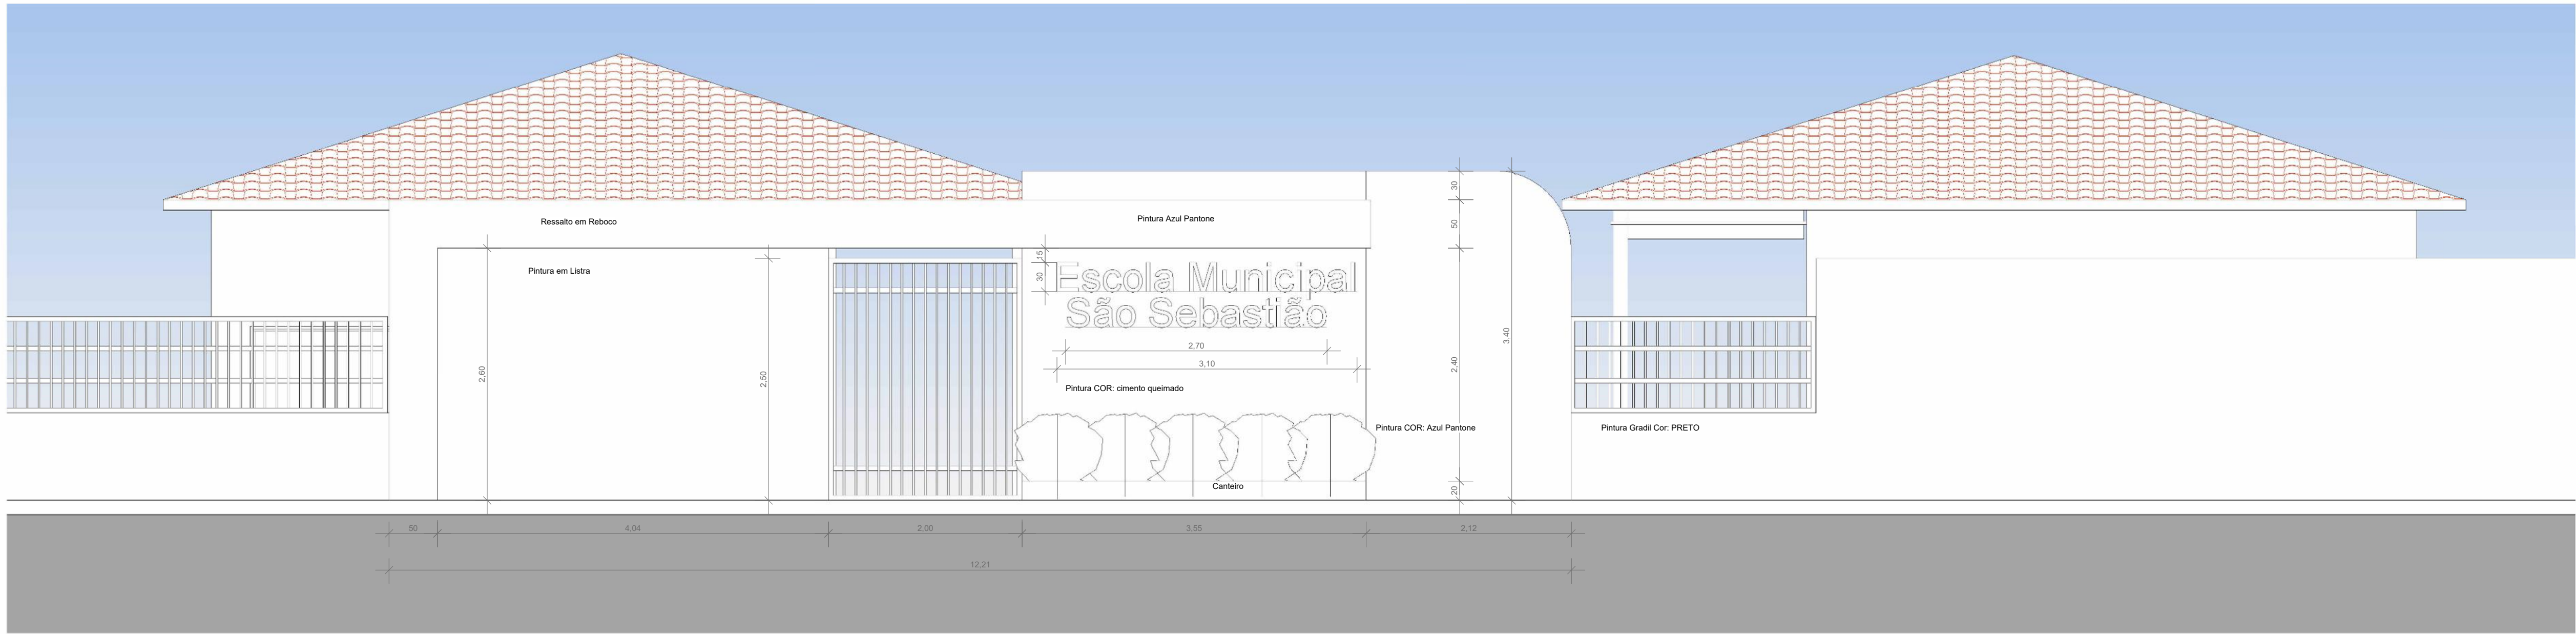 Ressalto em Reboco
Pintura Azul Pantone
Pintura em Listra
Escola Municipal
São Sebastião
Pintura COR: cimento queimado
Canteiro
Pintura COR: Azul Pantone
Pintura Gradil Cor: PRETO
2,60
2,50
15
30
2,70
3,10
30
50
2,40
20
3,40
50
4,04
2,00
3,55
2,12
12,21